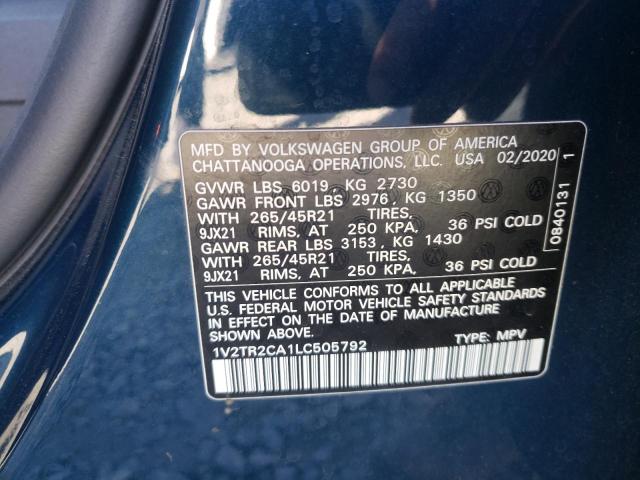 MFD BY VOLKSWAGEN GROUP OF AMERICA
CHATTANOOGA OPERATIONS, LLC. USA 02/2020
GVWR LBS 6019, KG 2730
GAWR FRONT LBS 2976, KG 1350
WITH 265/45R21 TIRES,
9JX21 RIMS, AT 250 KPA, 36 PSI COLD
GAWR REAR LBS 3153, KG 1430
WITH 265/45R21 TIRES,
9JX21 RIMS, AT 250 KPA, 36 PSI COLD
THIS VEHICLE CONFORMS TO ALL APPLICABLE
U.S. FEDERAL MOTOR VEHICLE SAFETY STANDARDS
IN EFFECT ON THE DATE OF MANUFACTURE
SHOWN ABOVE.
1V2TR2CA1LC505792 TYPE: MPV
0840131 1